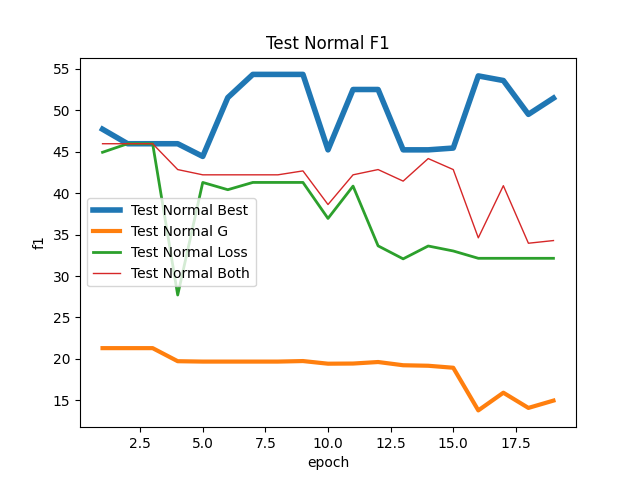 Test Normal F1
f1
55
50
45
40
35
30
25
20
15
Test Normal Best
Test Normal G
Test Normal Loss
Test Normal Both
2.5 5.0 7.5 10.0 12.5 15.0 17.5
epoch